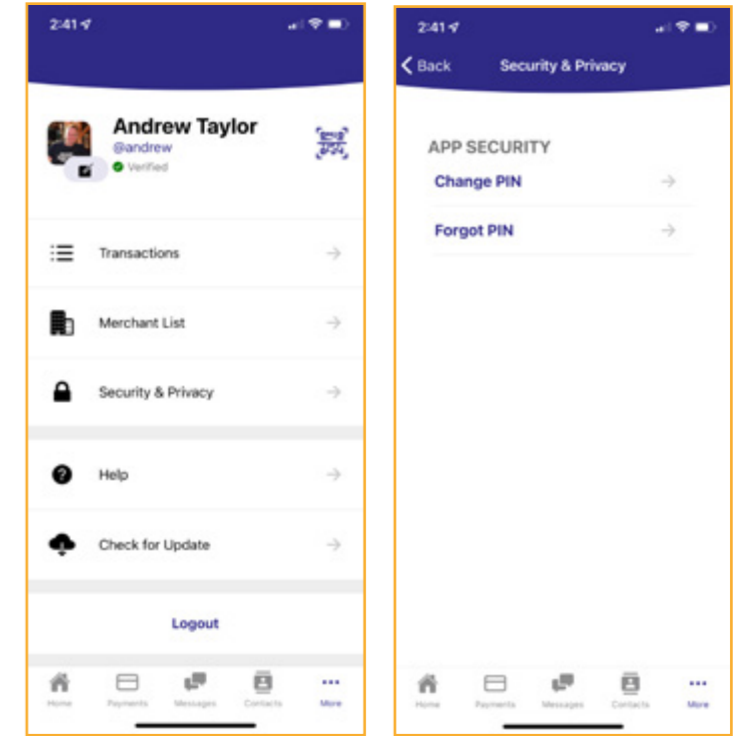 2:41
Andrew Taylor
@andrew
Verified
Transactions
Merchant List
Security & Privacy
Help
Check for Update
Logout
Home Payments Messages Contacts More
2:41
Back Security & Privacy
APP SECURITY
Change PIN
Forgot PIN
Home Payments Messages Contacts More